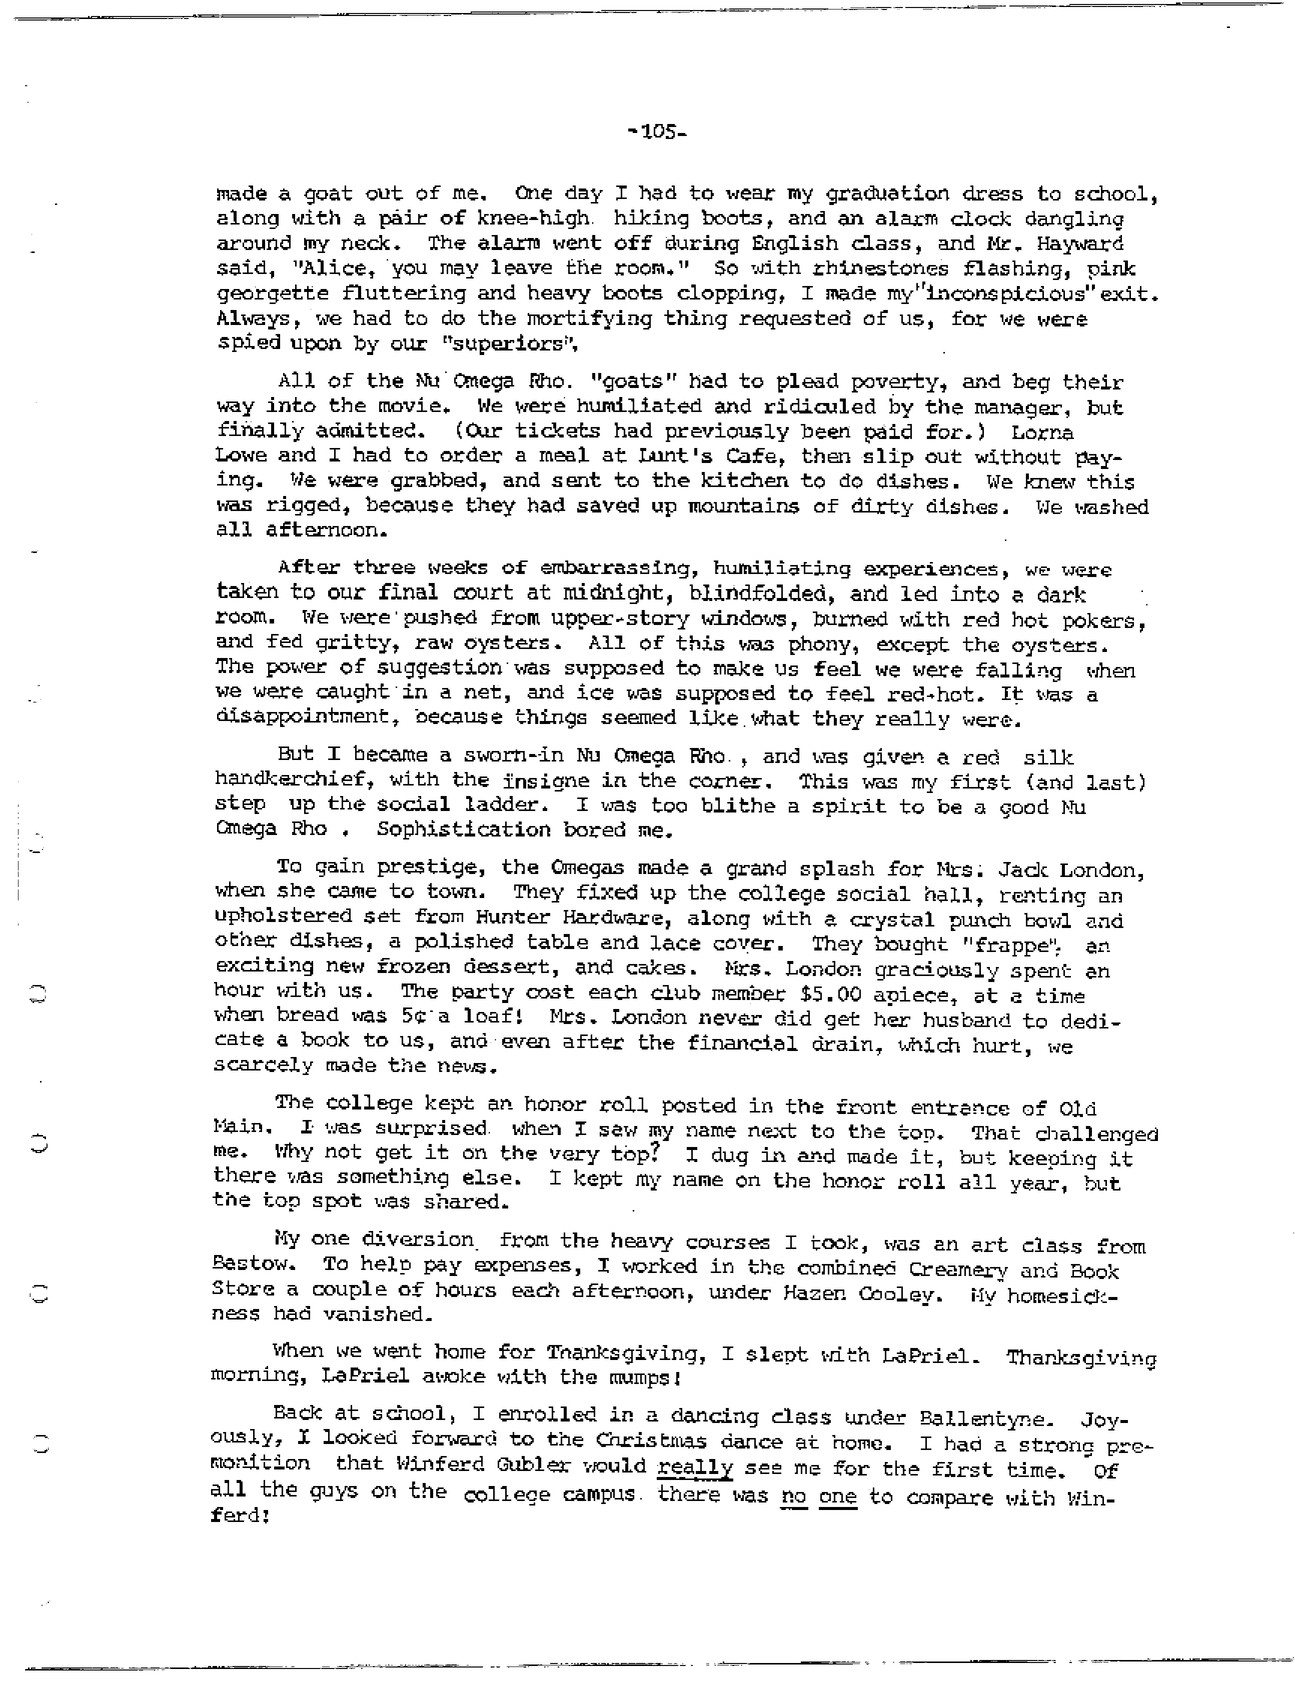 -105-
made a goat out of me. One day I had to wear my graduation dress to school,
along with a pair of knee-high hiking boots, and an alarm clock dangling
around my neck. The alarm went off during English class, and Mr. Hayward
said, "Alice, you may leave the room." So with rhinestones flashing, pink
georgette fluttering and heavy boots clopping, I made my "inconspicious" exit.
Always, we had to do the mortifying thing requested of us, for we were
spied upon by our "superiors".
All of the Nu Omega Rho. "goats" had to plead poverty, and beg their
way into the movie. We were humiliated and ridiculed by the manager, but
finally admitted. (Our tickets had previously been paid for.) Lorna
Lowe and I had to order a meal at Lunt's Cafe, then slip out without pay-
ing. We were grabbed, and sent to the kitchen to do dishes. We knew this
was rigged, because they had saved up mountains of dirty dishes. We washed
all afternoon.
After three weeks of embarrassing, humiliating experiences, we were
taken to our final court at midnight, blindfolded, and led into a dark
room. We were pushed from upper-story windows, burned with red hot pokers,
and fed gritty, raw oysters. All of this was phony, except the oysters.
The power of suggestion was supposed to make us feel we were falling when
we were caught in a net, and ice was supposed to feel red-hot. It was a
disappointment, because things seemed like what they really were.
But I became a sworn-in Nu Omega Rho., and was given a red silk
handkerchief, with the insigne in the corner. This was my first (and last)
step up the social ladder. I was too blithe a spirit to be a good Nu
Omega Rho . Sophistication bored me.
To gain prestige, the Omegas made a grand splash for Mrs. Jack London,
when she came to town. They fixed up the college social hall, renting an
upholstered set from Hunter Hardware, along with a crystal punch bowl and
other dishes, a polished table and lace cover. They bought "frappe", an
exciting new frozen dessert, and cakes. Mrs. London graciously spent an
hour with us. The party cost each club member $5.00 apiece, at a time
when bread was 5¢ a loaf! Mrs. London never did get her husband to dedi-
cate a book to us, and even after the financial drain, which hurt, we
scarcely made the news.
The college kept an honor roll posted in the front entrance of Old
Main. I was surprised when I saw my name next to the top. That challenged
me. Why not get it on the very top? I dug in and made it, but keeping it
there was something else. I kept my name on the honor roll all year, but
the top spot was shared.
My one diversion from the heavy courses I took, was an art class from
Bastow. To help pay expenses, I worked in the combined Creamery and Book
Store a couple of hours each afternoon, under Hazen Cooley. My homesick-
ness had vanished.
When we went home for Thanksgiving, I slept with LaPriel. Thanksgiving
morning, LaPriel awoke with the mumps!
Back at school, I enrolled in a dancing class under Ballentyne. Joy-
ously, I looked forward to the Christmas dance at home. I had a strong pre-
monition that Winferd Gubler would really see me for the first time. Of
all the guys on the college campus there was no one to compare with Win-
ferd!